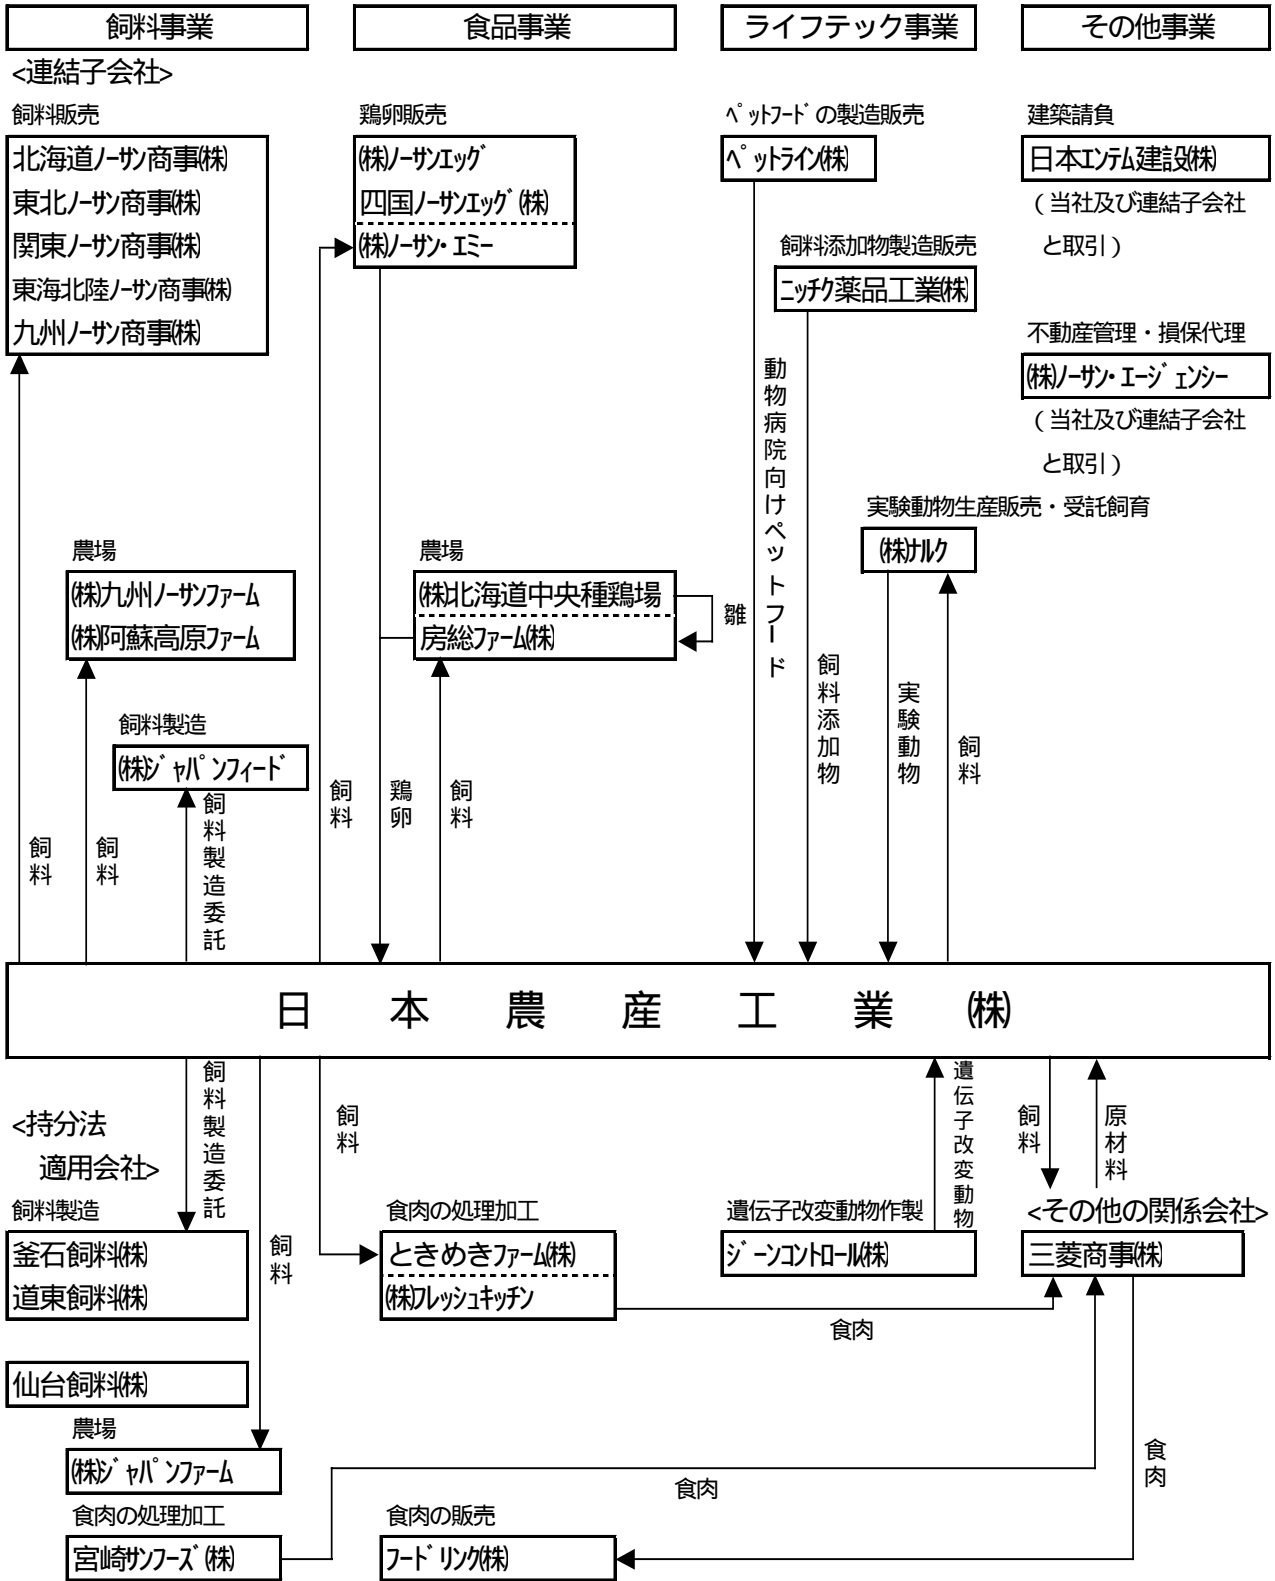 飼料事業
食品事業
ライフテック事業
その他事業
<連結子会社>
飼料販売
北海道ノーサン商事㈱
東北ノーサン商事㈱
関東ノーサン商事㈱
東海北陸ノーサン商事㈱
九州ノーサン商事㈱
鶏卵販売
㈱ノーサンエッグ
四国ノーサンエッグ㈱
㈱ノーサン・エミー
ペットフードの製造販売
ペットライン㈱
飼料添加物製造販売
ニッチク薬品工業㈱
建築請負
日本エンテム建設㈱
(当社及び連結子会社
と取引)
不動産管理・損保代理
㈱ノーサン・エージェンシー
(当社及び連結子会社
と取引)
実験動物生産販売・受託飼育
㈱ナルク
農場
㈱九州ノーサンファーム
㈱阿蘇高原ファーム
農場
㈱北海道中央種鶏場
房総ファーム㈱
雛
飼料製造
㈱ジャパンフィード
飼料
飼料
飼料製造委託
飼料
鶏卵
飼料
動物病院向けペットフード
飼料添加物
実験動物
飼料
日本農産工業㈱
飼料製造委託
飼料
飼料
遺伝子改変動物
飼料
原材料
<持分法
適用会社>
飼料製造
釜石飼料㈱
道東飼料㈱
仙台飼料㈱
農場
㈱ジャパンファーム
食肉の処理加工
宮崎サンフーズ㈱
食肉の処理加工
ときめきファーム㈱
㈱フレッシュキッチン
食肉
食肉
食肉の販売
フードリンク㈱
遺伝子改変動物作製
ジーンコントロール㈱
<その他の関係会社>
三菱商事㈱
食肉